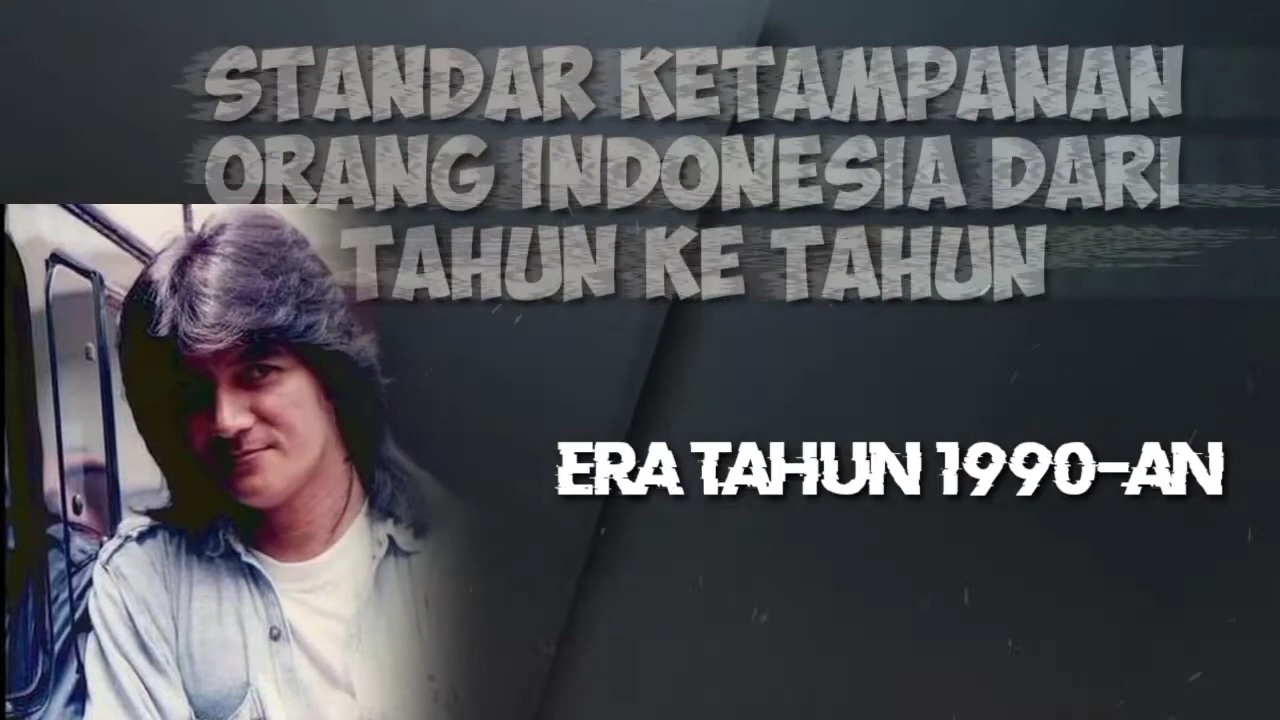 STANDAR KETAMPANAN
ORANG INDONESIA DARI
TAHUN KE TAHUN
ERA TAHUN 1990-AN